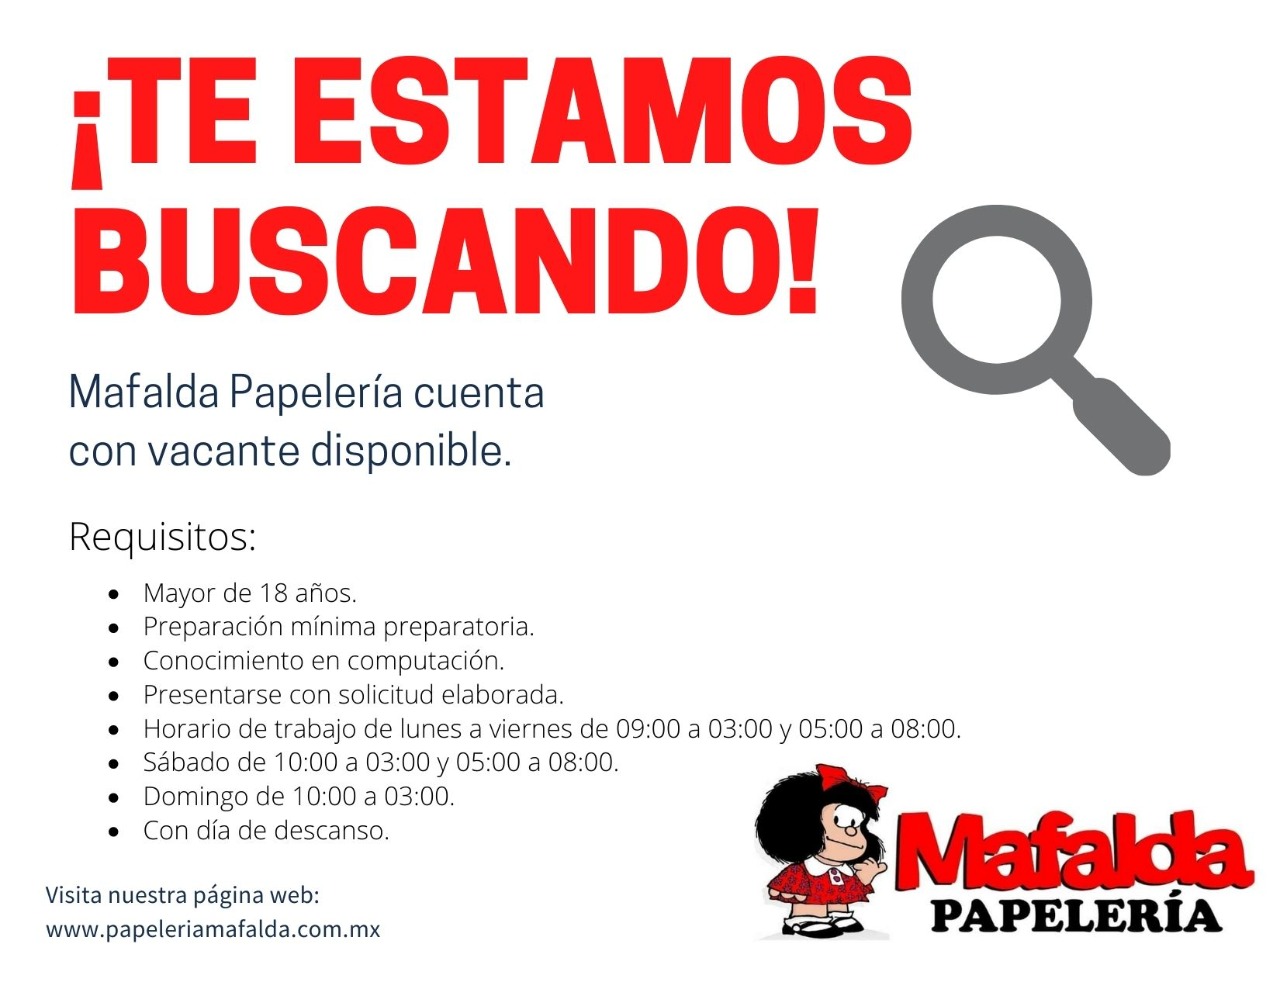 ¡TE ESTAMOS
BUSCANDO!
Mafalda Papelería cuenta
con vacante disponible.
Requisitos:
• Mayor de 18 años.
• Preparación mínima preparatoria.
• Conocimiento en computación.
• Presentarse con solicitud elaborada.
• Horario de trabajo de lunes a viernes de 09:00 a 03:00 y 05:00 a 08:00.
• Sábado de 10:00 a 03:00 y 05:00 a 08:00.
• Domingo de 10:00 a 03:00.
• Con día de descanso.
Visita nuestra página web:
www.papeleriamafalda.com.mx
Mafalda
PAPELERÍA